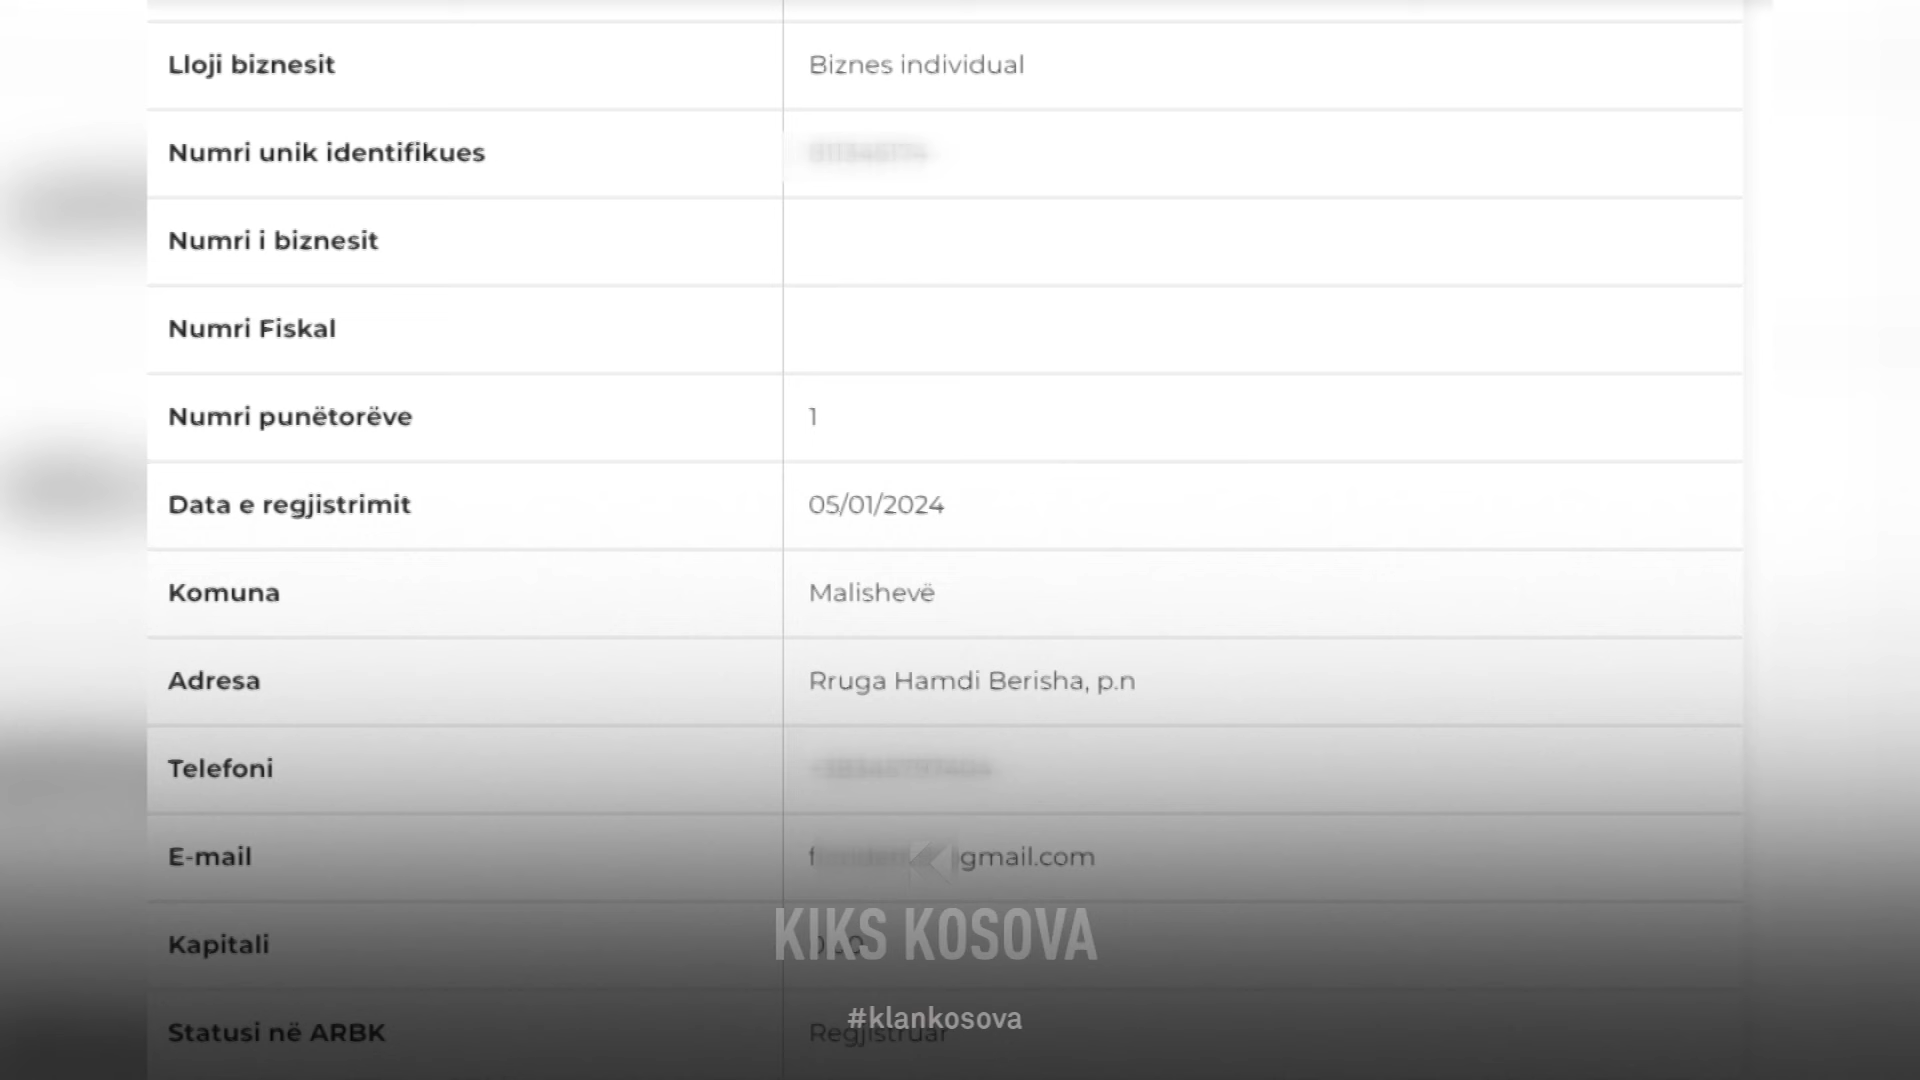 Lloji biznesit Biznes individual
Numri unik identifikues
Numri i biznesit
Numri Fiskal
Numri punëtorëve 1
Data e regjistrimit 05/01/2024
Komuna Malishevë
Adresa Rruga Hamdi Berisha, p.n
Telefoni
E-mail gmail.com
KIKS KOSOVA
Kapitali
#klankosova
Statusi në ARBK Regjistruar